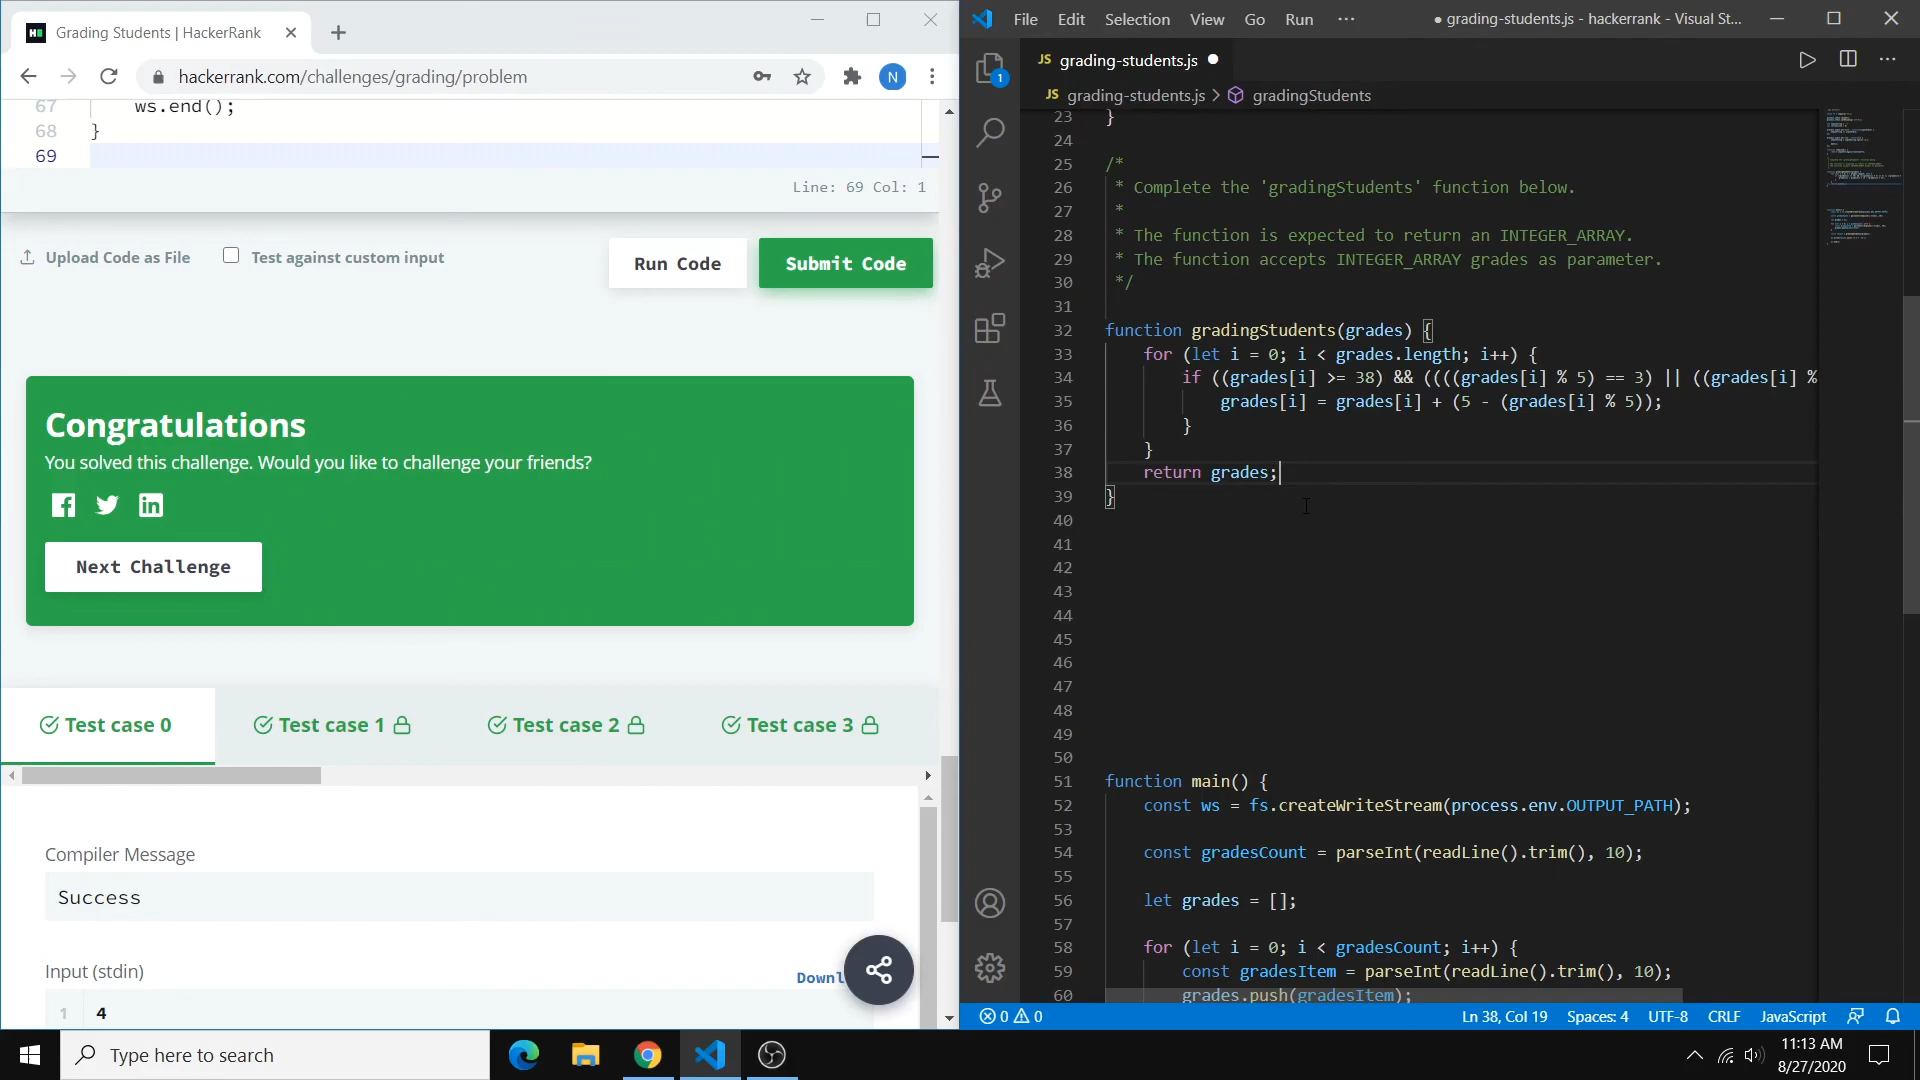 Grading Students | HackerRank
hackerrank.com/challenges/grading/problem
N
67 ws.end();
68 }
69
Line: 69 Col: 1
Upload Code as File
Test against custom input
Run Code
Submit Code
Congratulations
You solved this challenge. Would you like to challenge your friends?
Next Challenge
Test case 0
Test case 1
Test case 2
Test case 3
Compiler Message
Success
Input (stdin)
Downl
1 4
File Edit Selection View Go Run ···
● grading-students.js - hackerrank - Visual St...
1
JS grading-students.js ●
JS grading-students.js > gradingStudents
23 }
24
25 /*
26 * Complete the 'gradingStudents' function below.
27 *
28 * The function is expected to return an INTEGER_ARRAY.
29 * The function accepts INTEGER_ARRAY grades as parameter.
30 */
31
32 function gradingStudents(grades) {
33 for (let i = 0; i < grades.length; i++) {
34 if ((grades[i] >= 38) && ((((grades[i] % 5) == 3) || ((grades[i] %
35 grades[i] = grades[i] + (5 - (grades[i] % 5));
36 }
37 }
38 return grades;
39 }
40
41
42
43
44
45
46
47
48
49
50
51 function main() {
52 const ws = fs.createWriteStream(process.env.OUTPUT_PATH);
53
54 const gradesCount = parseInt(readLine().trim(), 10);
55
56 let grades = [];
57
58 for (let i = 0; i < gradesCount; i++) {
59 const gradesItem = parseInt(readLine().trim(), 10);
60 grades.push(gradesItem);
0 0
Ln 38, Col 19 Spaces: 4 UTF-8 CRLF JavaScript
Type here to search
11:13 AM
8/27/2020